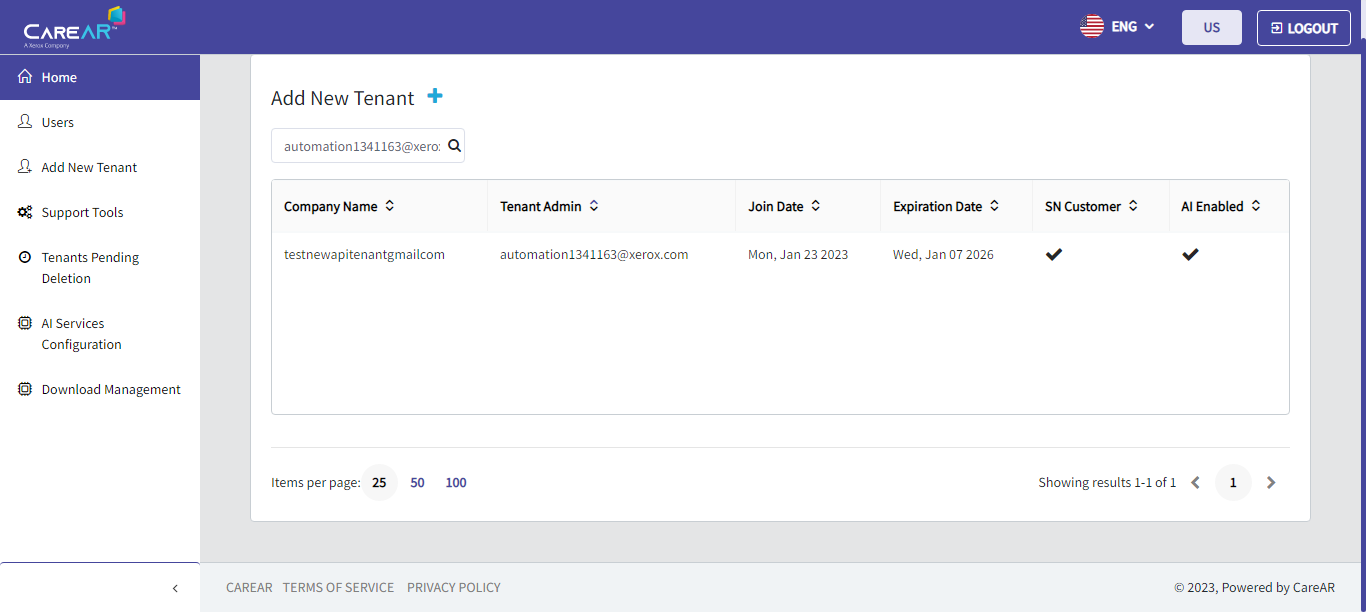 CAREAR™
A Xerox Company
ENG
US
LOGOUT
Home
Users
Add New Tenant
Support Tools
Tenants Pending
Deletion
AI Services
Configuration
Download Management
Add New Tenant
automation1341163@xero
Company Name
Tenant Admin
Join Date
Expiration Date
SN Customer
AI Enabled
testnewapitenantgmailcom
automation1341163@xerox.com
Mon, Jan 23 2023
Wed, Jan 07 2026
Items per page: 25 50 100
Showing results 1-1 of 1
1
CAREAR TERMS OF SERVICE PRIVACY POLICY
© 2023, Powered by CareAR